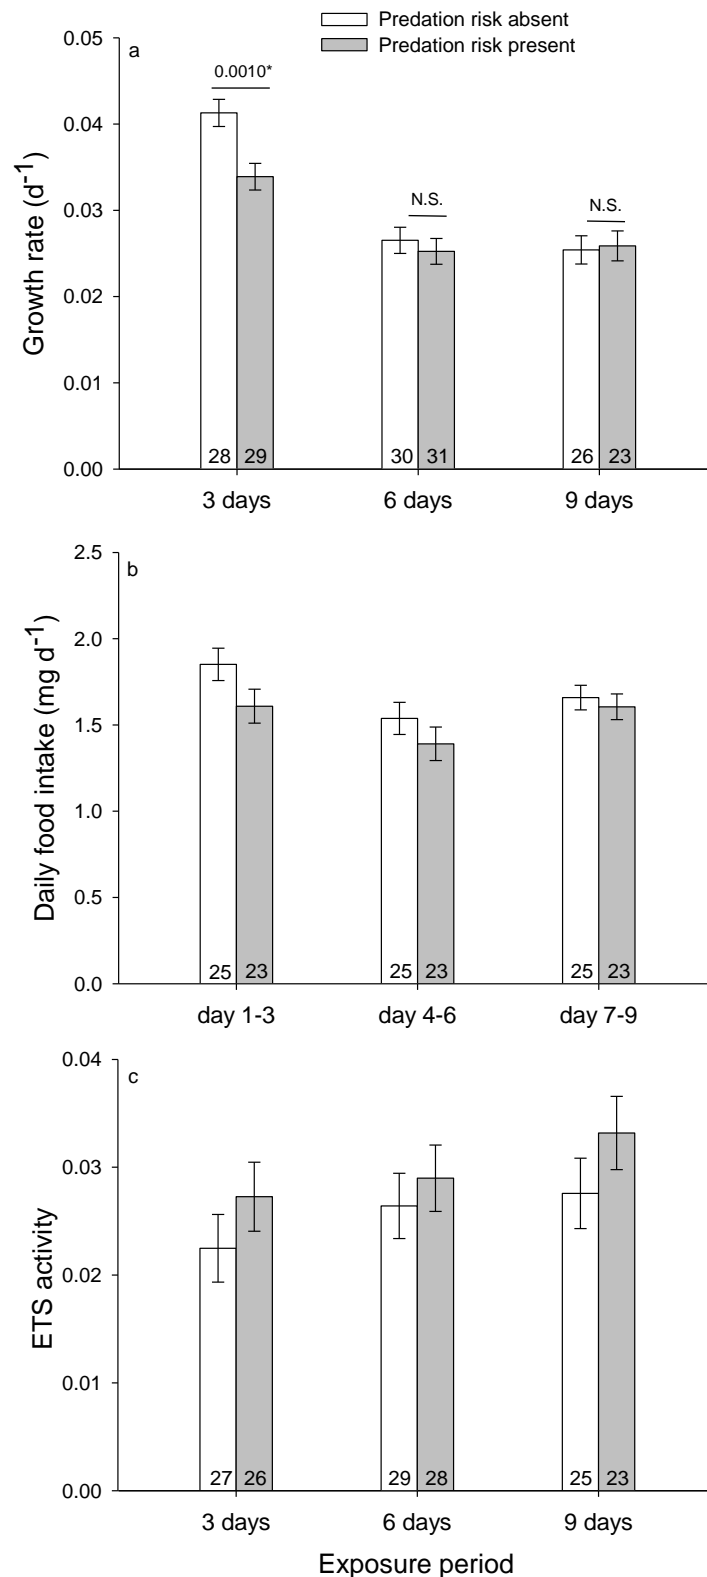 Predation risk absent
Predation risk present
a
0.05
0.04
0.03
0.02
0.01
0.00
Growth rate (d-1)
0.0010*
N.S.
N.S.
28 29 30 31 26 23
3 days 6 days 9 days
b
2.5
2.0
1.5
1.0
0.5
0.0
Daily food intake (mg d-1)
25 23 25 23 25 23
day 1-3 day 4-6 day 7-9
c
0.04
0.03
0.02
0.01
0.00
ETS activity
27 26 29 28 25 23
3 days 6 days 9 days
Exposure period